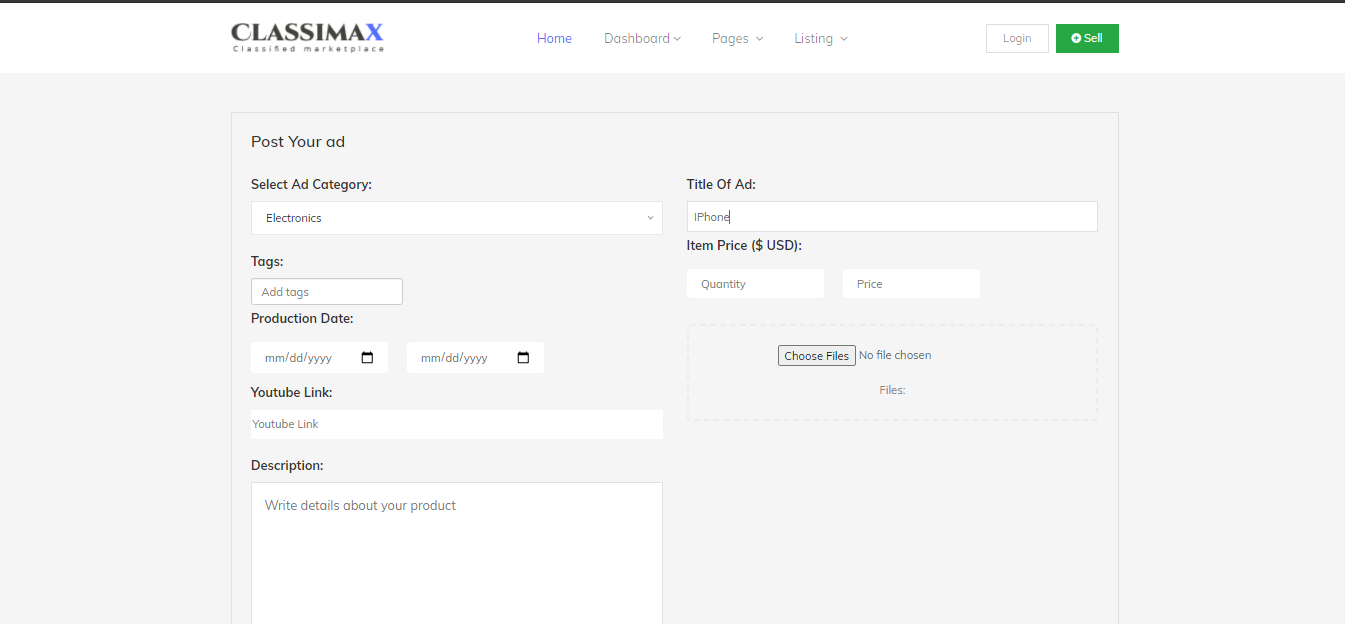 CLASSIMAX
Classified marketplace
Home
Dashboard
Pages
Listing
Login
Sell
Post Your ad
Select Ad Category:
Electronics
Tags:
Add tags
Production Date:
mm/dd/yyyy
mm/dd/yyyy
Youtube Link:
Youtube Link
Description:
Write details about your product
Title Of Ad:
IPhone
Item Price ($ USD):
Quantity
Price
Choose Files No file chosen
Files: